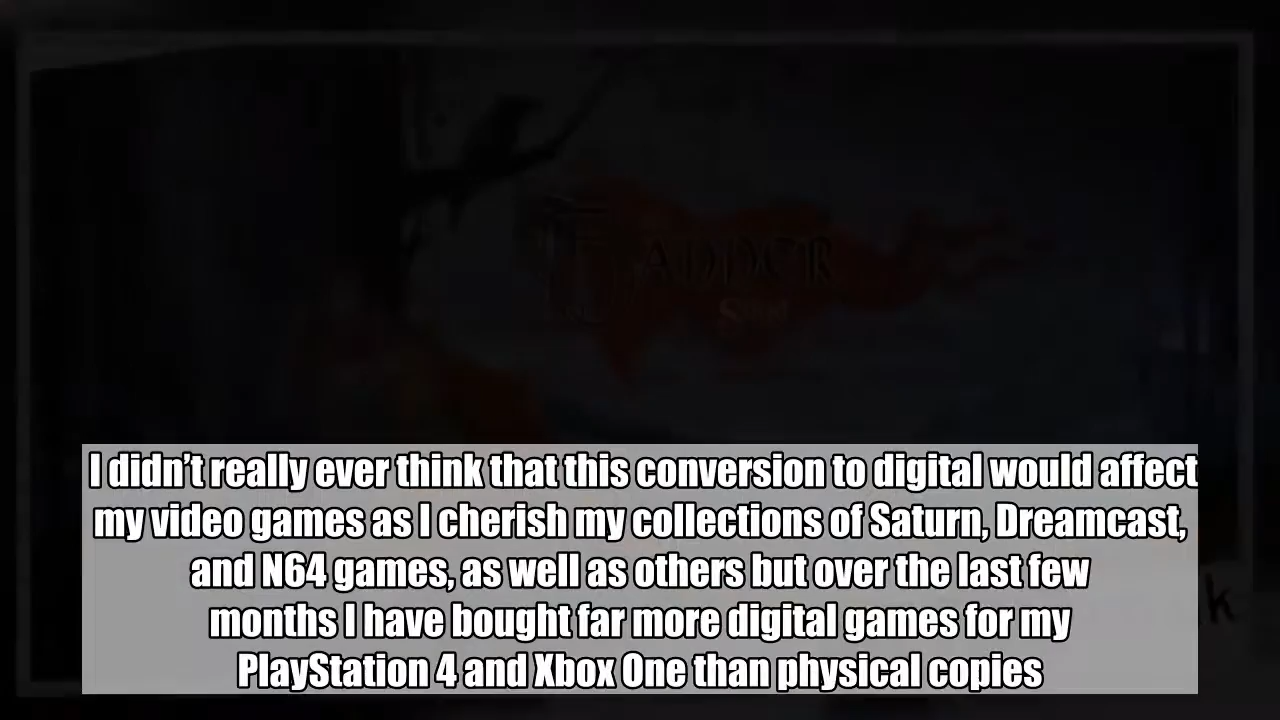 I didn’t really ever think that this conversion to digital would affect
my video games as I cherish my collections of Saturn, Dreamcast,
and N64 games, as well as others but over the last few
months I have bought far more digital games for my
PlayStation 4 and Xbox One than physical copies